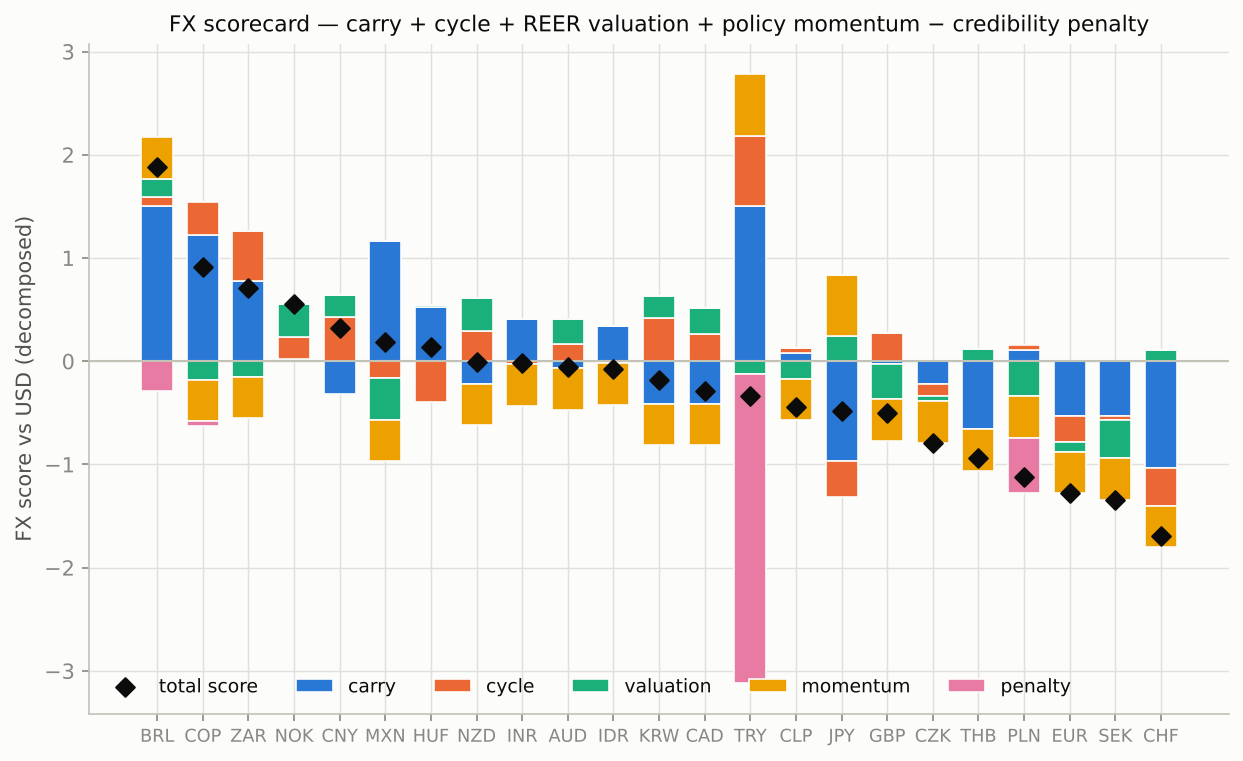 FX scorecard — carry + cycle + REER valuation + policy momentum − credibility penalty
FX score vs USD (decomposed)
3
2
1
0
−1
−2
−3
total score carry cycle valuation momentum penalty
BRL COP ZAR NOK CNY MXN HUF NZD INR AUD IDR KRW CAD TRY CLP JPY GBP CZK THB PLN EUR SEK CHF